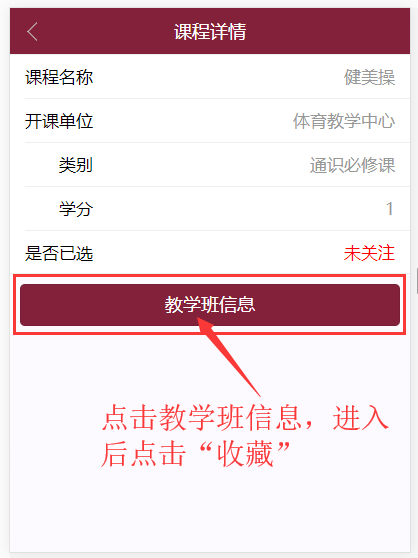 课程详情
课程名称 健美操
开课单位 体育教学中心
类别 通识必修课
学分 1
是否已选 未关注
教学班信息
点击教学班信息，进入
后点击“收藏”